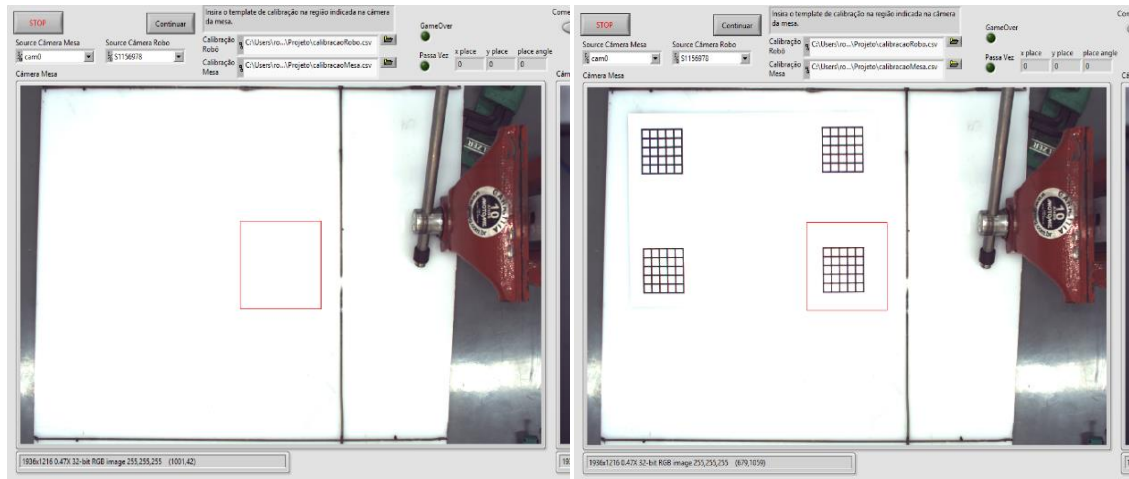 STOP
Continuar
Insira o template de calibração na região indicada na câmera
da mesa.
Source Câmera Mesa
cam0
Source Câmera Robo
S1156978
Calibração
Robô
C:\Users\ro...\Projeto\calibracaoRobo.csv
Calibração
Mesa
C:\Users\ro...\Projeto\calibracaoMesa.csv
GameOver
Passa Vez
x place
y place
place angle
0
0
0
Câmera Mesa
10
1936x1216 0.47X 32-bit RGB image 255,255,255 (1001,42)
STOP
Continuar
Insira o template de calibração na região indicada na câmera
da mesa.
Source Câmera Mesa
cam0
Source Câmera Robo
S1156978
Calibração
Robô
C:\Users\ro...\Projeto\calibracaoRobo.csv
Calibração
Mesa
C:\Users\ro...\Projeto\calibracaoMesa.csv
GameOver
Passa Vez
x place
y place
place angle
0
0
0
Câmera Mesa
10
1936x1216 0.47X 32-bit RGB image 255,255,255 (679,1059)